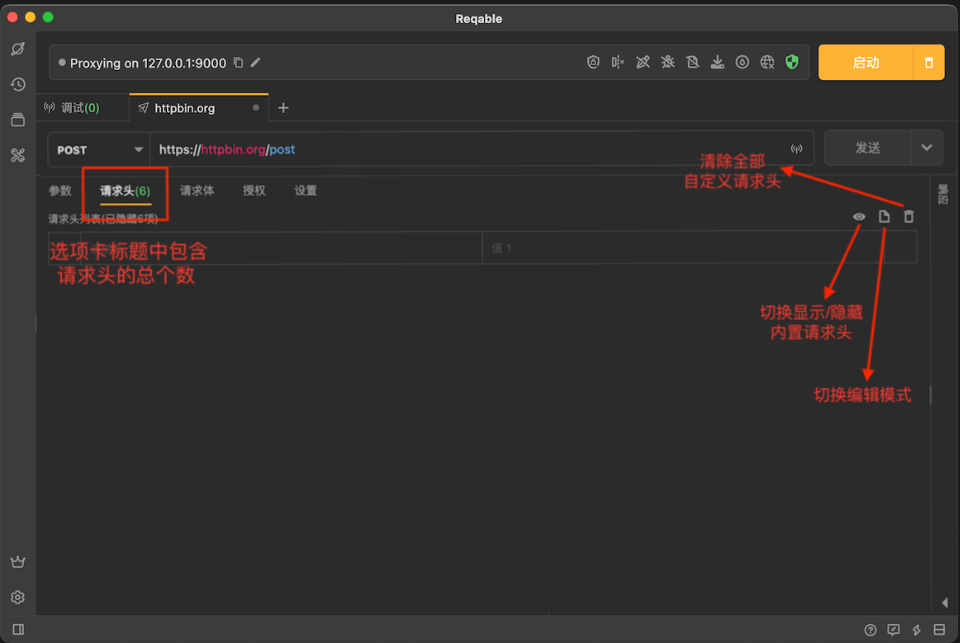 Reqable
Proxying on 127.0.0.1:9000
启动
调试(0)
httpbin.org
POST
https://httpbin.org/post
发送
清除全部
自定义请求头
参数
请求头(6)
请求体
授权
设置
请求头列表(已隐藏6项)
值 1
选项卡标题中包含
请求头的总个数
切换显示/隐藏
内置请求头
切换编辑模式